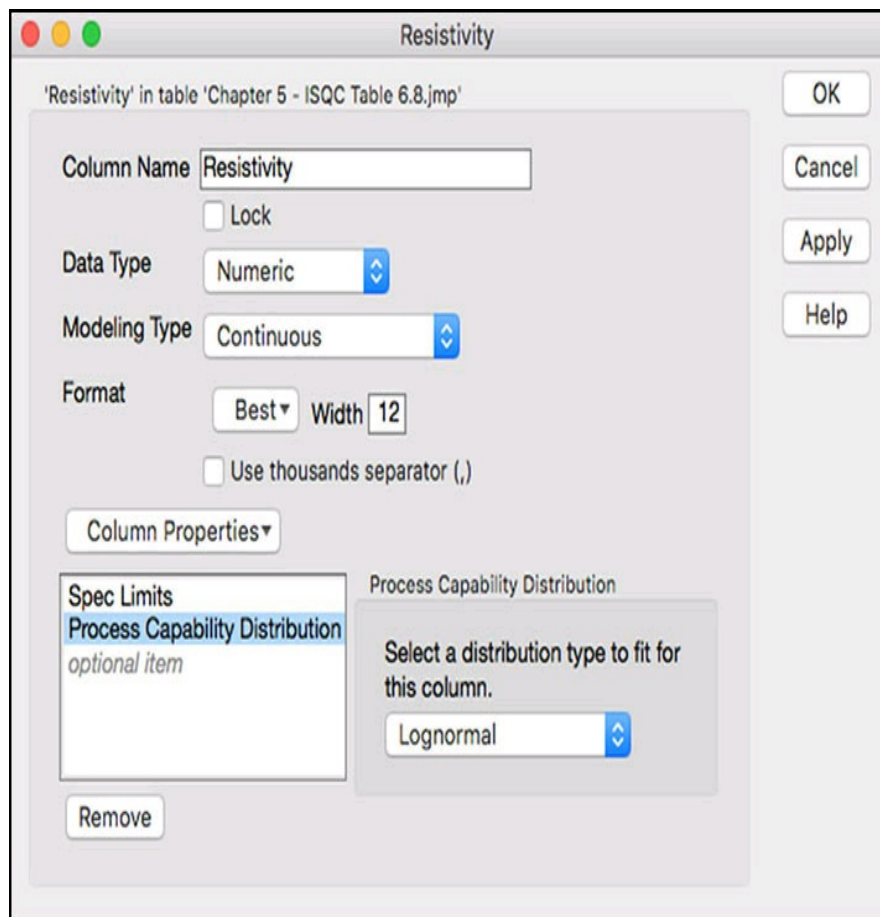 Resistivity
'Resistivity' in table 'Chapter 5 - ISQC Table 6.8.jmp'
OK
Column Name Resistivity
Cancel
Lock
Apply
Data Type Numeric
Help
Modeling Type Continuous
Format Best Width 12
Use thousands separator (,)
Column Properties
Spec Limits
Process Capability Distribution
optional item
Process Capability Distribution
Select a distribution type to fit for
this column.
Lognormal
Remove